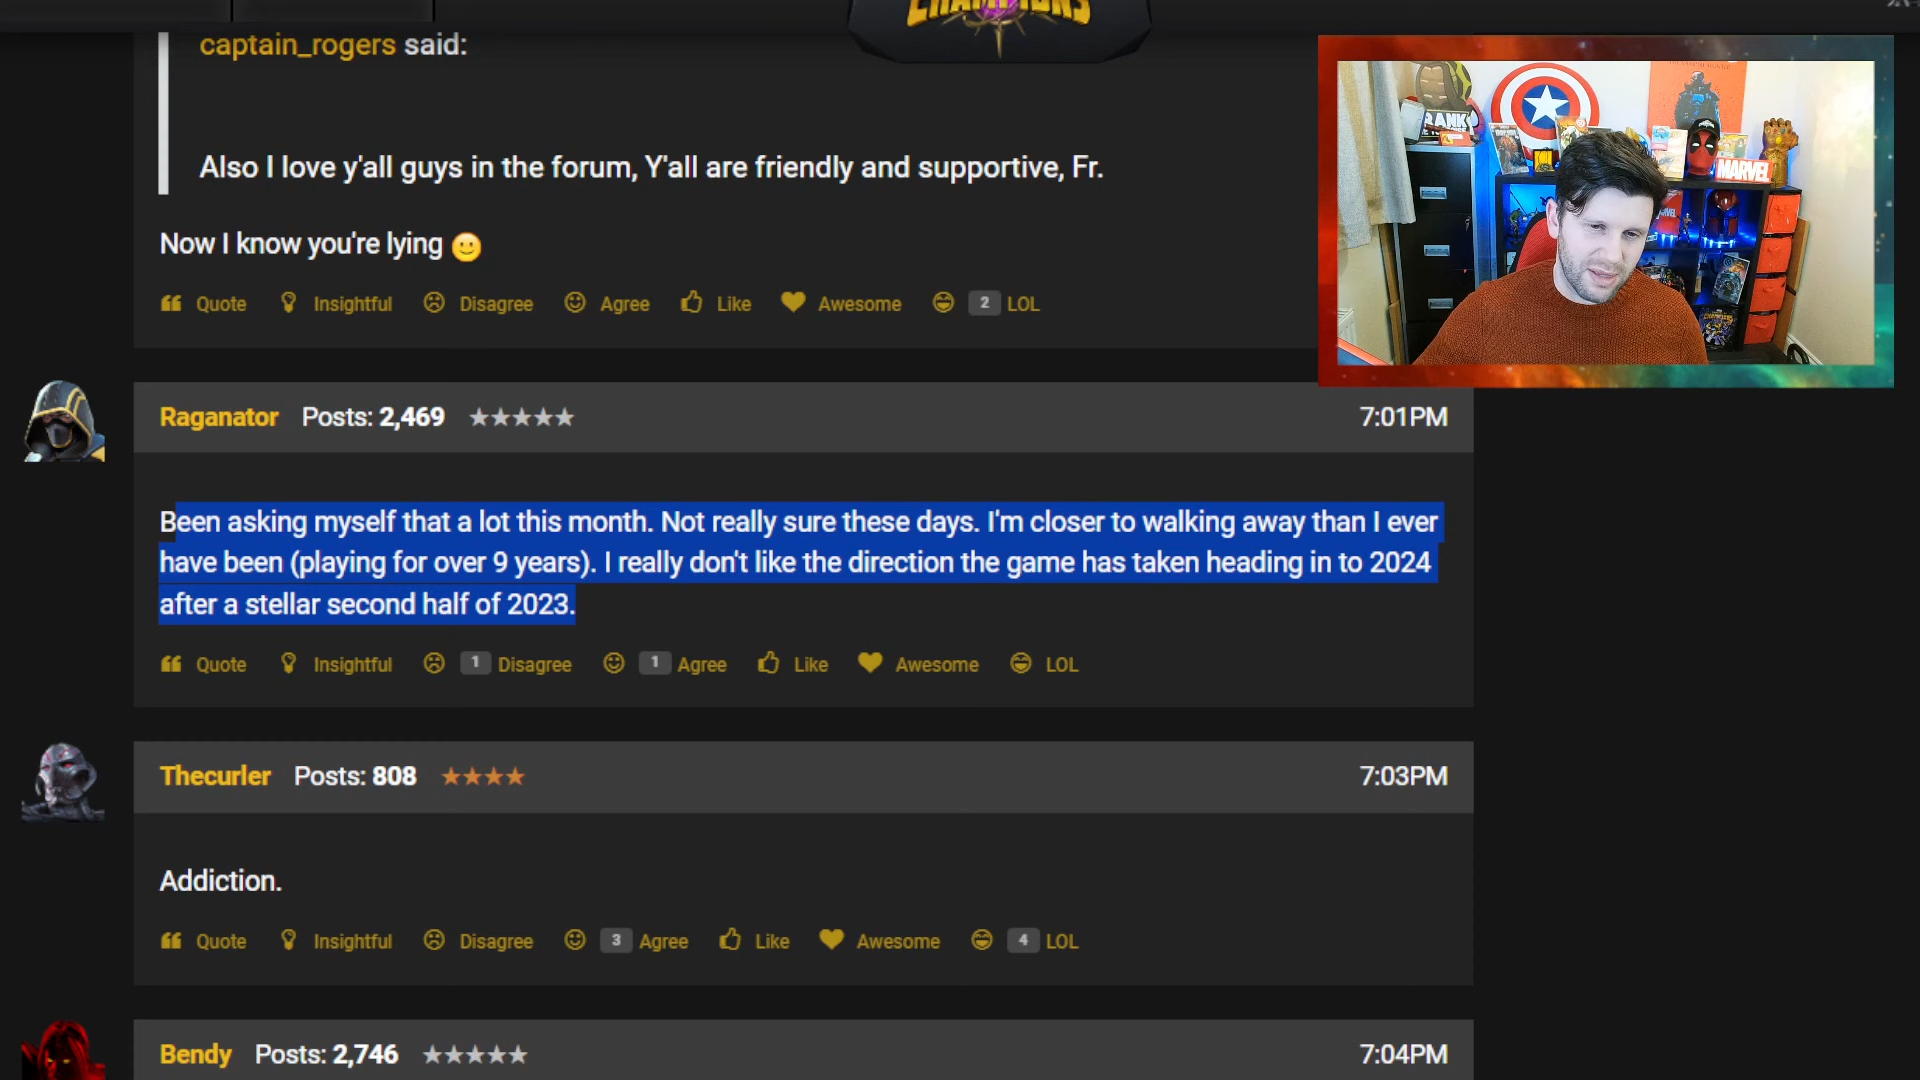 CHAMPIONS
captain_rogers said:
Also I love y'all guys in the forum, Y'all are friendly and supportive, Fr.
Now I know you're lying
Quote Insightful Disagree Agree Like Awesome 2 LOL
RANK
MARVEL
Raganator Posts: 2,469 ★★★★★ 7:01PM
Been asking myself that a lot this month. Not really sure these days. I'm closer to walking away than I ever
have been (playing for over 9 years). I really don't like the direction the game has taken heading in to 2024
after a stellar second half of 2023.
Quote Insightful 1 Disagree 1 Agree Like Awesome LOL
Thecurler Posts: 808 ★★★★ 7:03PM
Addiction.
Quote Insightful Disagree 3 Agree Like Awesome 4 LOL
Bendy Posts: 2,746 ★★★★★ 7:04PM